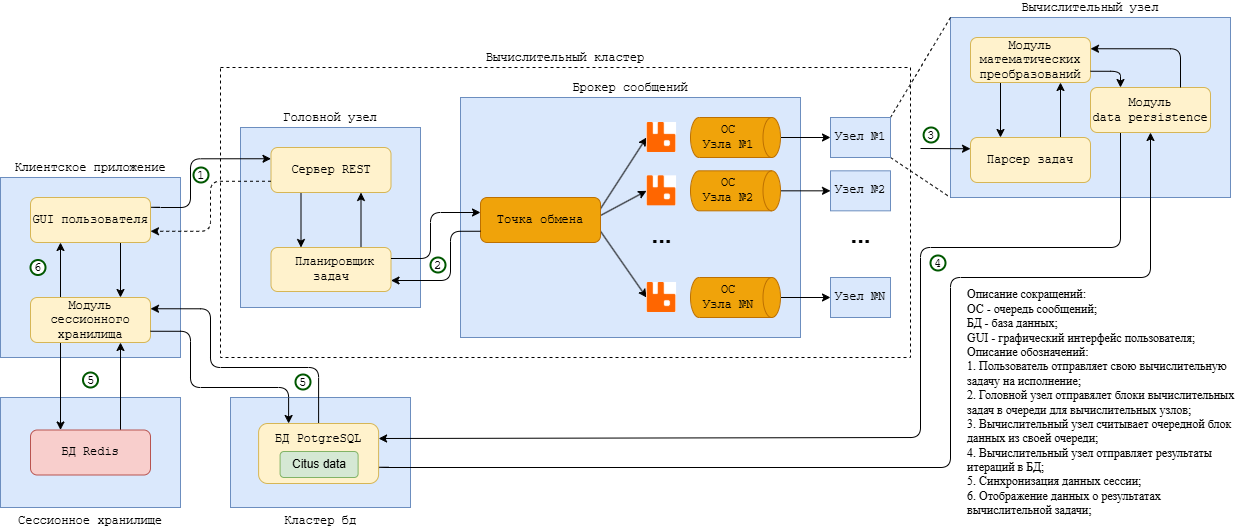 Вычислительный узел
Модуль
математических
преобразований
Модуль
data persistence
Парсер задач
3
Вычислительный кластер
Брокер сообщений
ОС
Узла №1
Узел №1
ОС
Узла №2
Узел №2
...
...
ОС
Узла №N
Узел №N
Точка обмена
Головной узел
Сервер REST
Планировщик
задач
2
1
Клиентское приложение
GUI пользователя
6
Модуль
сессионного
хранилища
5
5
4
БД Redis
Сессионное хранилище
БД PotgreSQL
Citus data
Кластер бд
Описание сокращений:
ОС - очередь сообщений;
БД - база данных;
GUI - графический интерфейс пользователя;
Описание обозначений:
1. Пользователь отправляет свою вычислительную
задачу на исполнение;
2. Головной узел отправялет блоки вычислительных
задач в очереди для вычислительных узлов;
3. Вычислительный узел считывает очередной блок
данных из своей очереди;
4. Вычислительный узел отправляет результаты
итераций в БД;
5. Синхронизация данных сессии;
6. Отображение данных о результатах
вычислительной задачи;